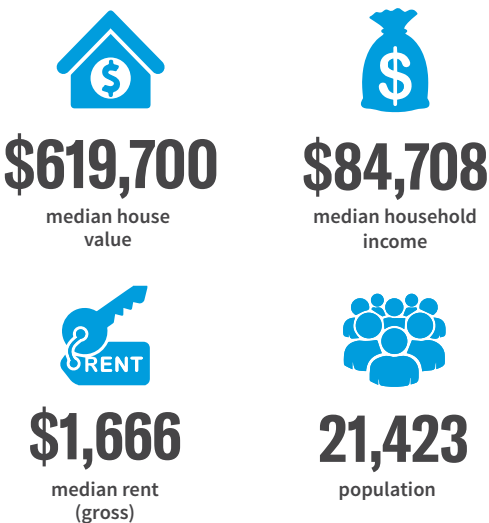 $
$619,700
median house
value
$
$84,708
median household
income
RENT
$1,666
median rent
(gross)
21,423
population